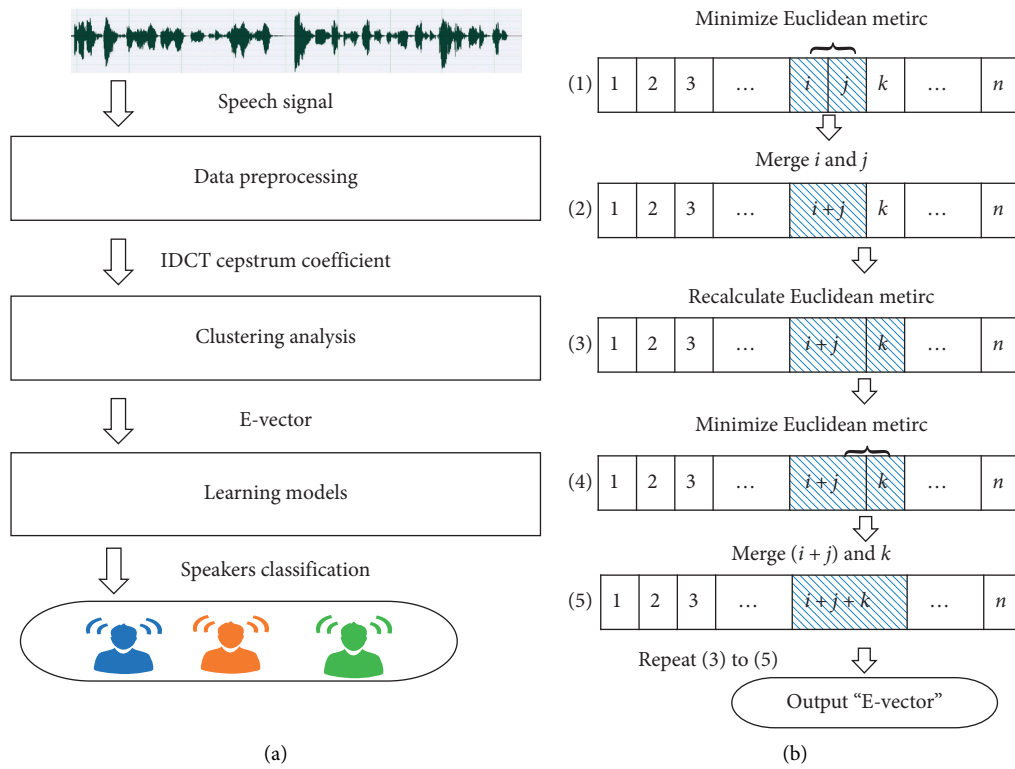 Speech signal
Data preprocessing
IDCT cepstrum coefficient
Clustering analysis
E-vector
Learning models
Speakers classification
(a)
Minimize Euclidean metirc
(1) 1 2 3 ... i j k ... n
Merge i and j
(2) 1 2 3 ... i + j k ... n
Recalculate Euclidean metirc
(3) 1 2 3 ... i + j k ... n
Minimize Euclidean metirc
(4) 1 2 3 ... i + j k ... n
Merge (i + j) and k
(5) 1 2 3 ... i + j + k ... n
Repeat (3) to (5)
Output “E-vector”
(b)